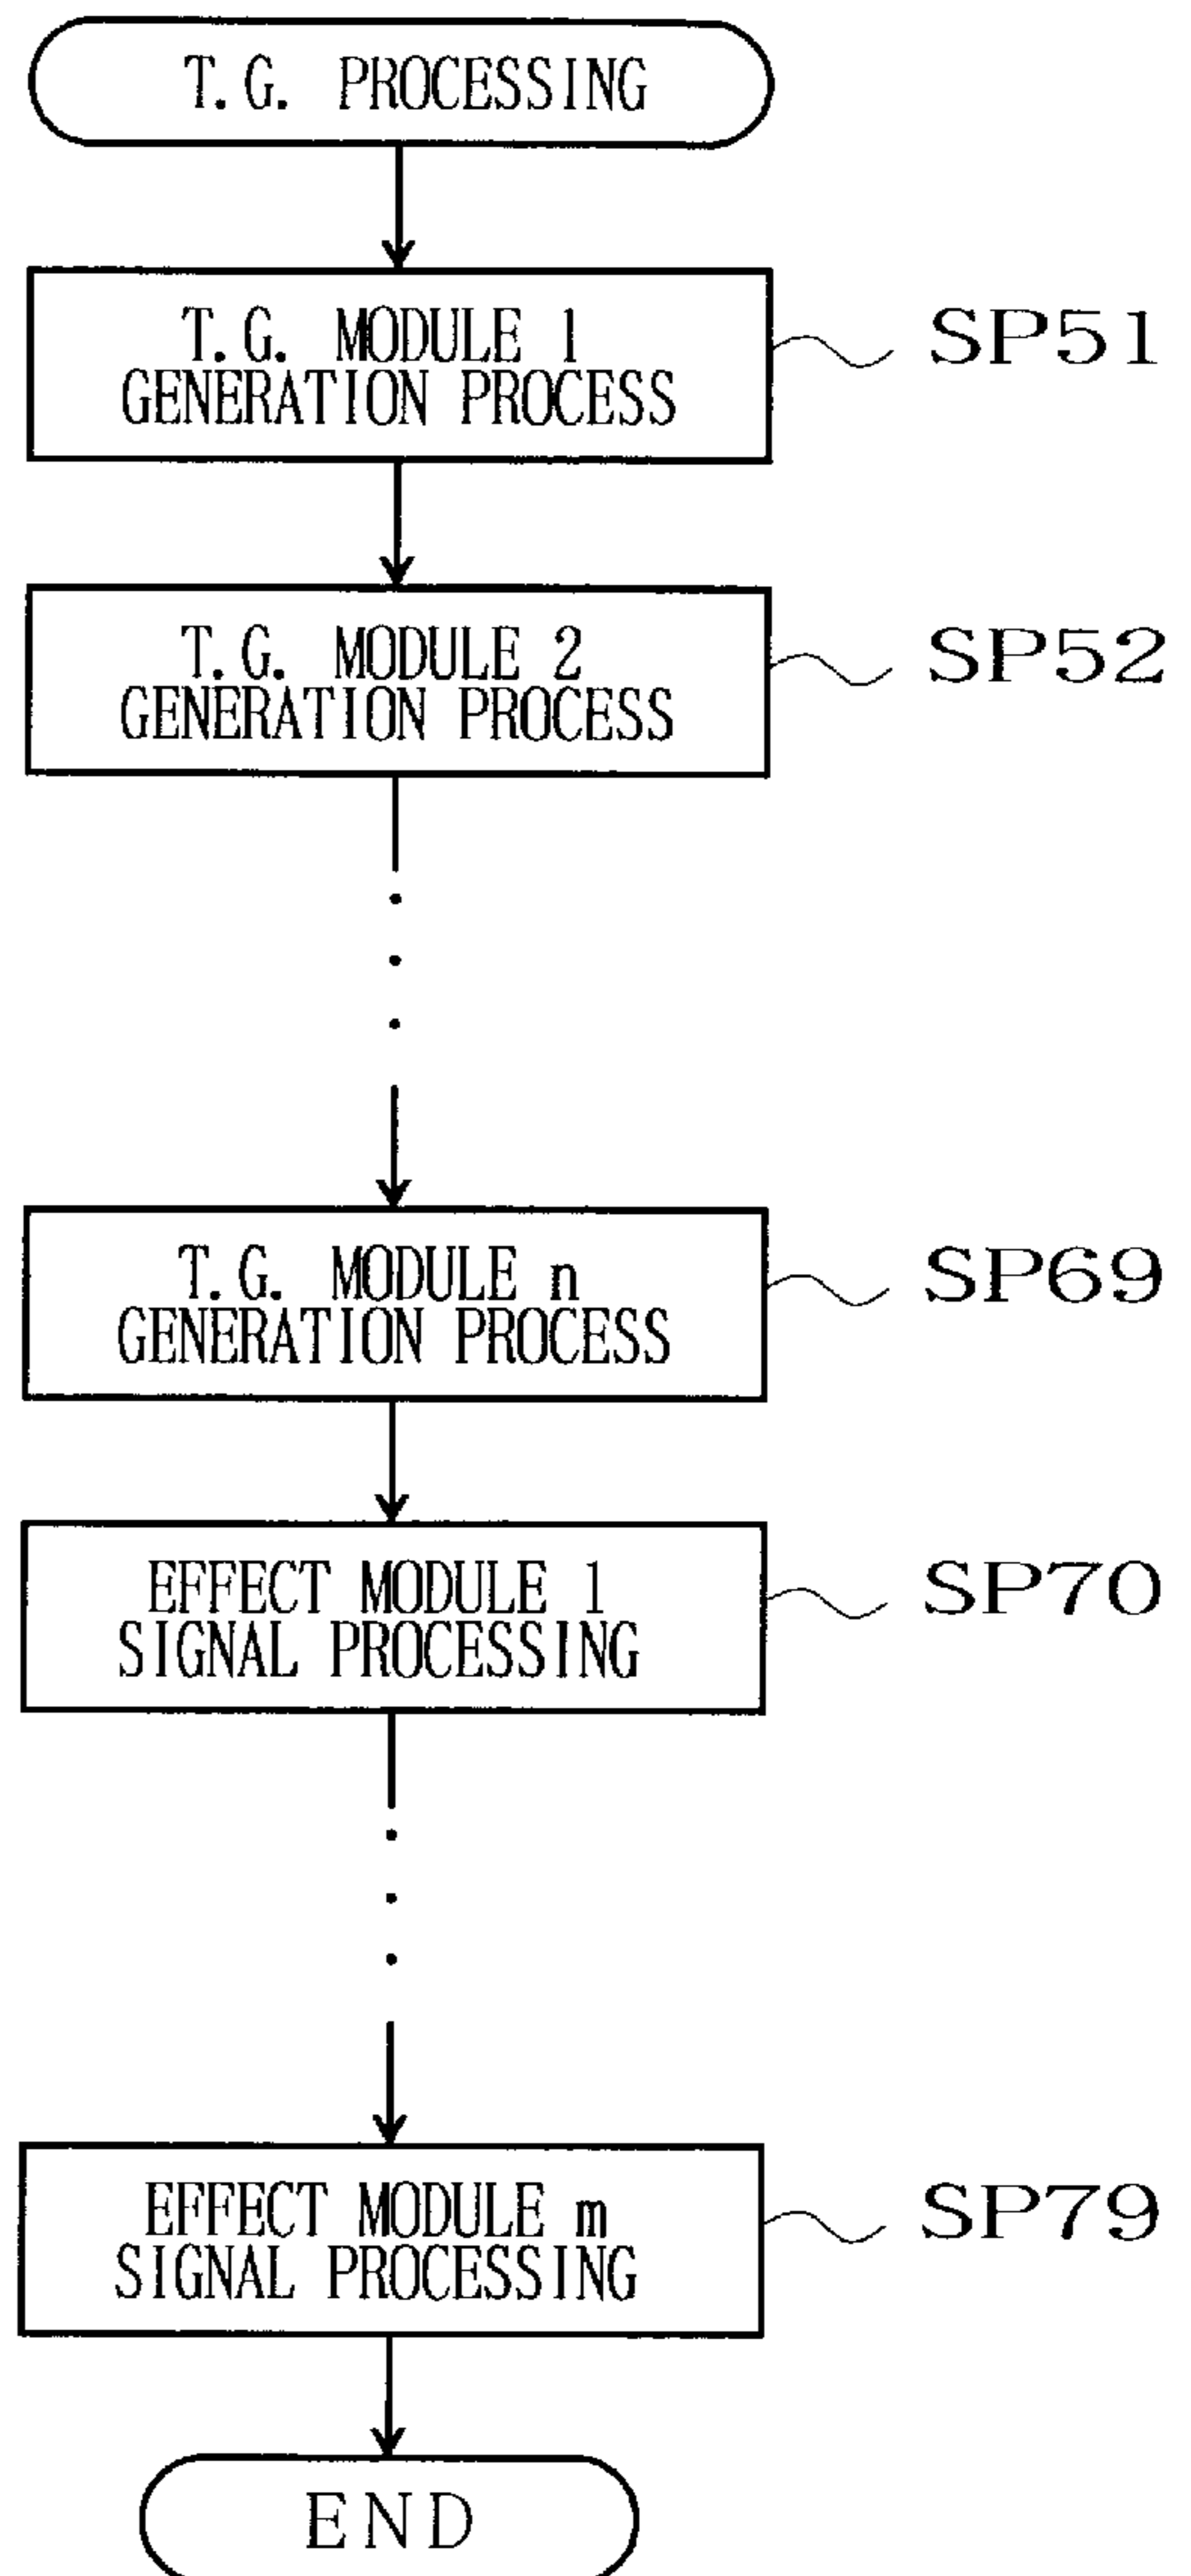 T.G. PROCESSING
T.G. MODULE 1
GENERATION PROCESS
SP51
T.G. MODULE 2
GENERATION PROCESS
SP52
T.G. MODULE n
GENERATION PROCESS
SP69
EFFECT MODULE 1
SIGNAL PROCESSING
SP70
EFFECT MODULE m
SIGNAL PROCESSING
SP79
END